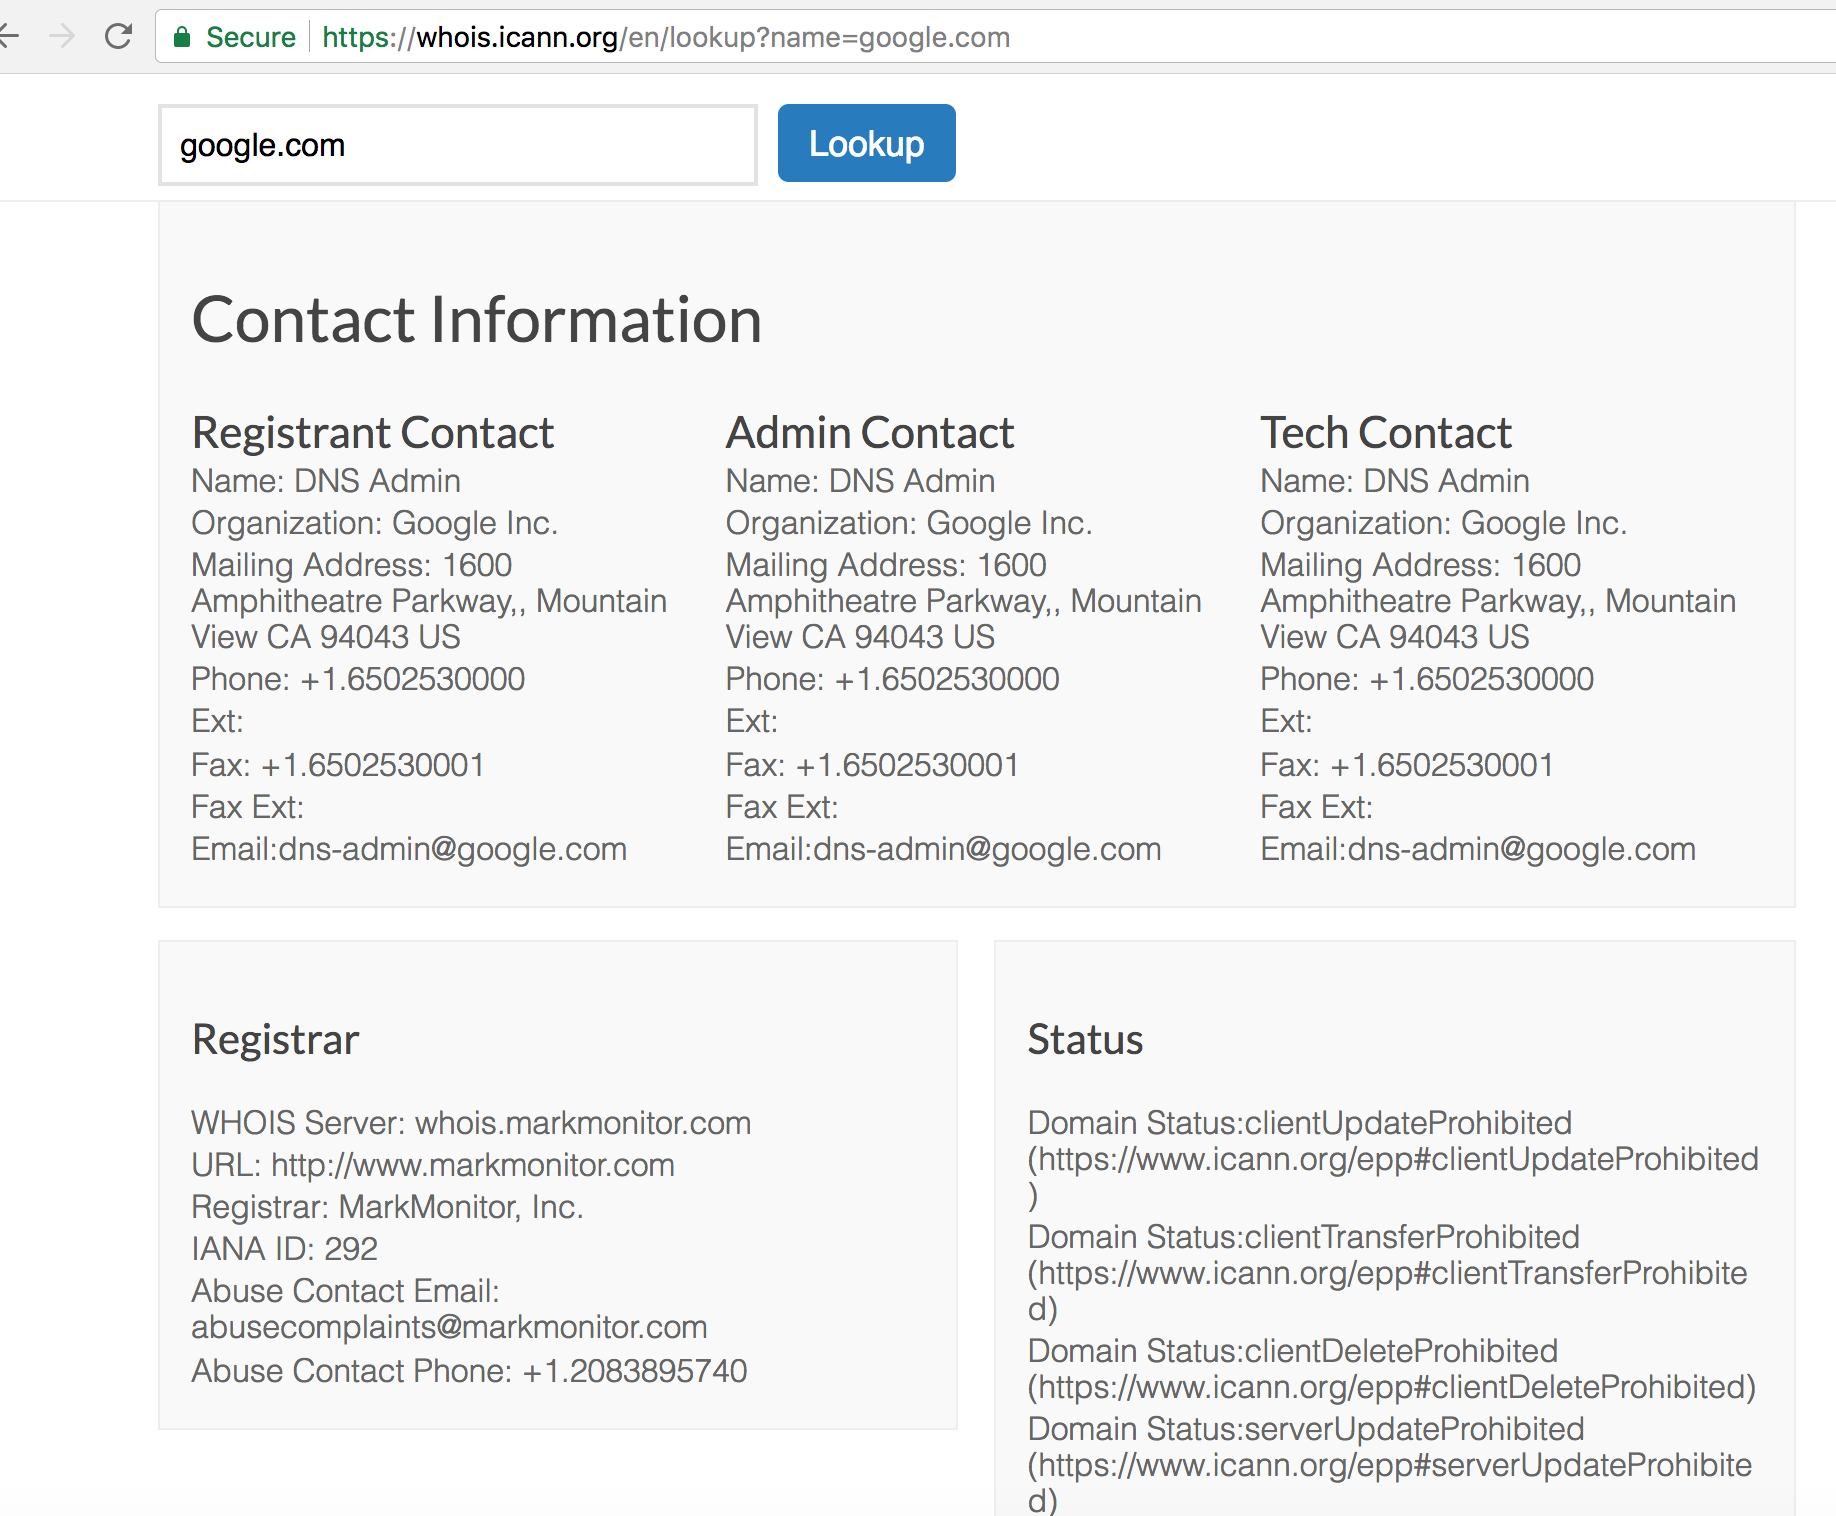 Secure https://whois.icann.org/en/lookup?name=google.com
google.com Lookup
Contact Information
Registrant Contact
Name: DNS Admin
Organization: Google Inc.
Mailing Address: 1600
Amphitheatre Parkway,, Mountain
View CA 94043 US
Phone: +1.6502530000
Ext:
Fax: +1.6502530001
Fax Ext:
Email:dns-admin@google.com
Admin Contact
Name: DNS Admin
Organization: Google Inc.
Mailing Address: 1600
Amphitheatre Parkway,, Mountain
View CA 94043 US
Phone: +1.6502530000
Ext:
Fax: +1.6502530001
Fax Ext:
Email:dns-admin@google.com
Tech Contact
Name: DNS Admin
Organization: Google Inc.
Mailing Address: 1600
Amphitheatre Parkway,, Mountain
View CA 94043 US
Phone: +1.6502530000
Ext:
Fax: +1.6502530001
Fax Ext:
Email:dns-admin@google.com
Registrar
WHOIS Server: whois.markmonitor.com
URL: http://www.markmonitor.com
Registrar: MarkMonitor, Inc.
IANA ID: 292
Abuse Contact Email:
abusecomplaints@markmonitor.com
Abuse Contact Phone: +1.2083895740
Status
Domain Status:clientUpdateProhibited
(https://www.icann.org/epp#clientUpdateProhibited
)
Domain Status:clientTransferProhibited
(https://www.icann.org/epp#clientTransferProhibite
d)
Domain Status:clientDeleteProhibited
(https://www.icann.org/epp#clientDeleteProhibited)
Domain Status:serverUpdateProhibited
(https://www.icann.org/epp#serverUpdateProhibite
d)